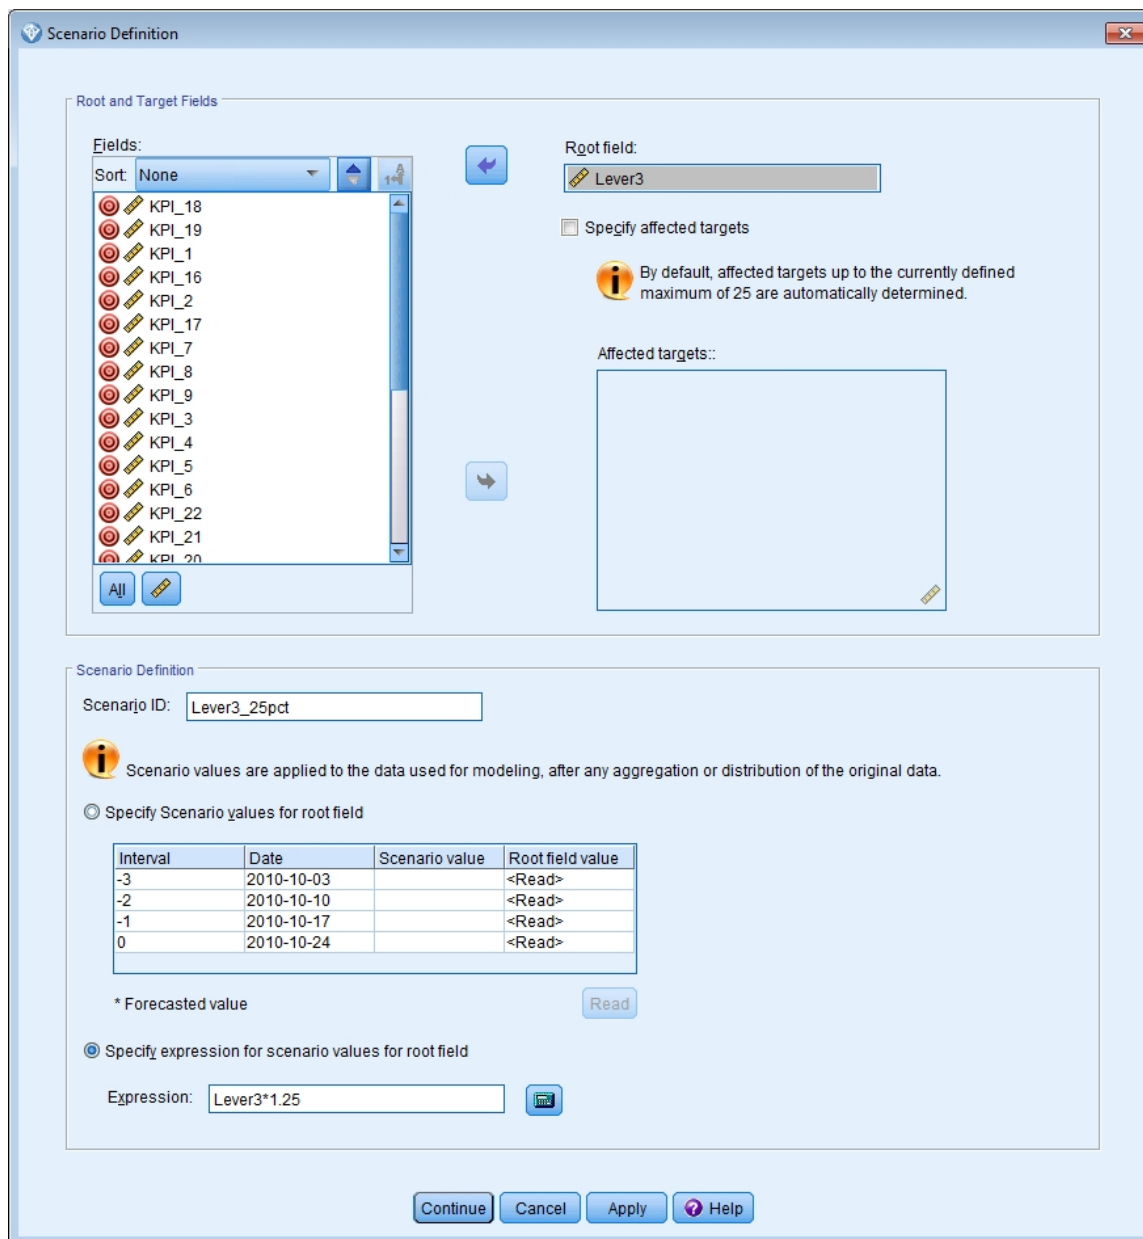 Scenario Definition
Root and Target Fields
Fields:
Sort: None
KPI_18
KPI_19
KPI_1
KPI_16
KPI_2
KPI_17
KPI_7
KPI_8
KPI_9
KPI_3
KPI_4
KPI_5
KPI_6
KPI_22
KPI_21
KPI_20
All
Root field:
Lever3
Specify affected targets
By default, affected targets up to the currently defined
maximum of 25 are automatically determined.
Affected targets::
Scenario Definition
Scenario ID: Lever3_25pct
Scenario values are applied to the data used for modeling, after any aggregation or distribution of the original data.
Specify Scenario values for root field
Interval Date Scenario value Root field value
-3 2010-10-03 <Read>
-2 2010-10-10 <Read>
-1 2010-10-17 <Read>
0 2010-10-24 <Read>
* Forecasted value Read
Specify expression for scenario values for root field
Expression: Lever3*1.25
Continue Cancel Apply Help